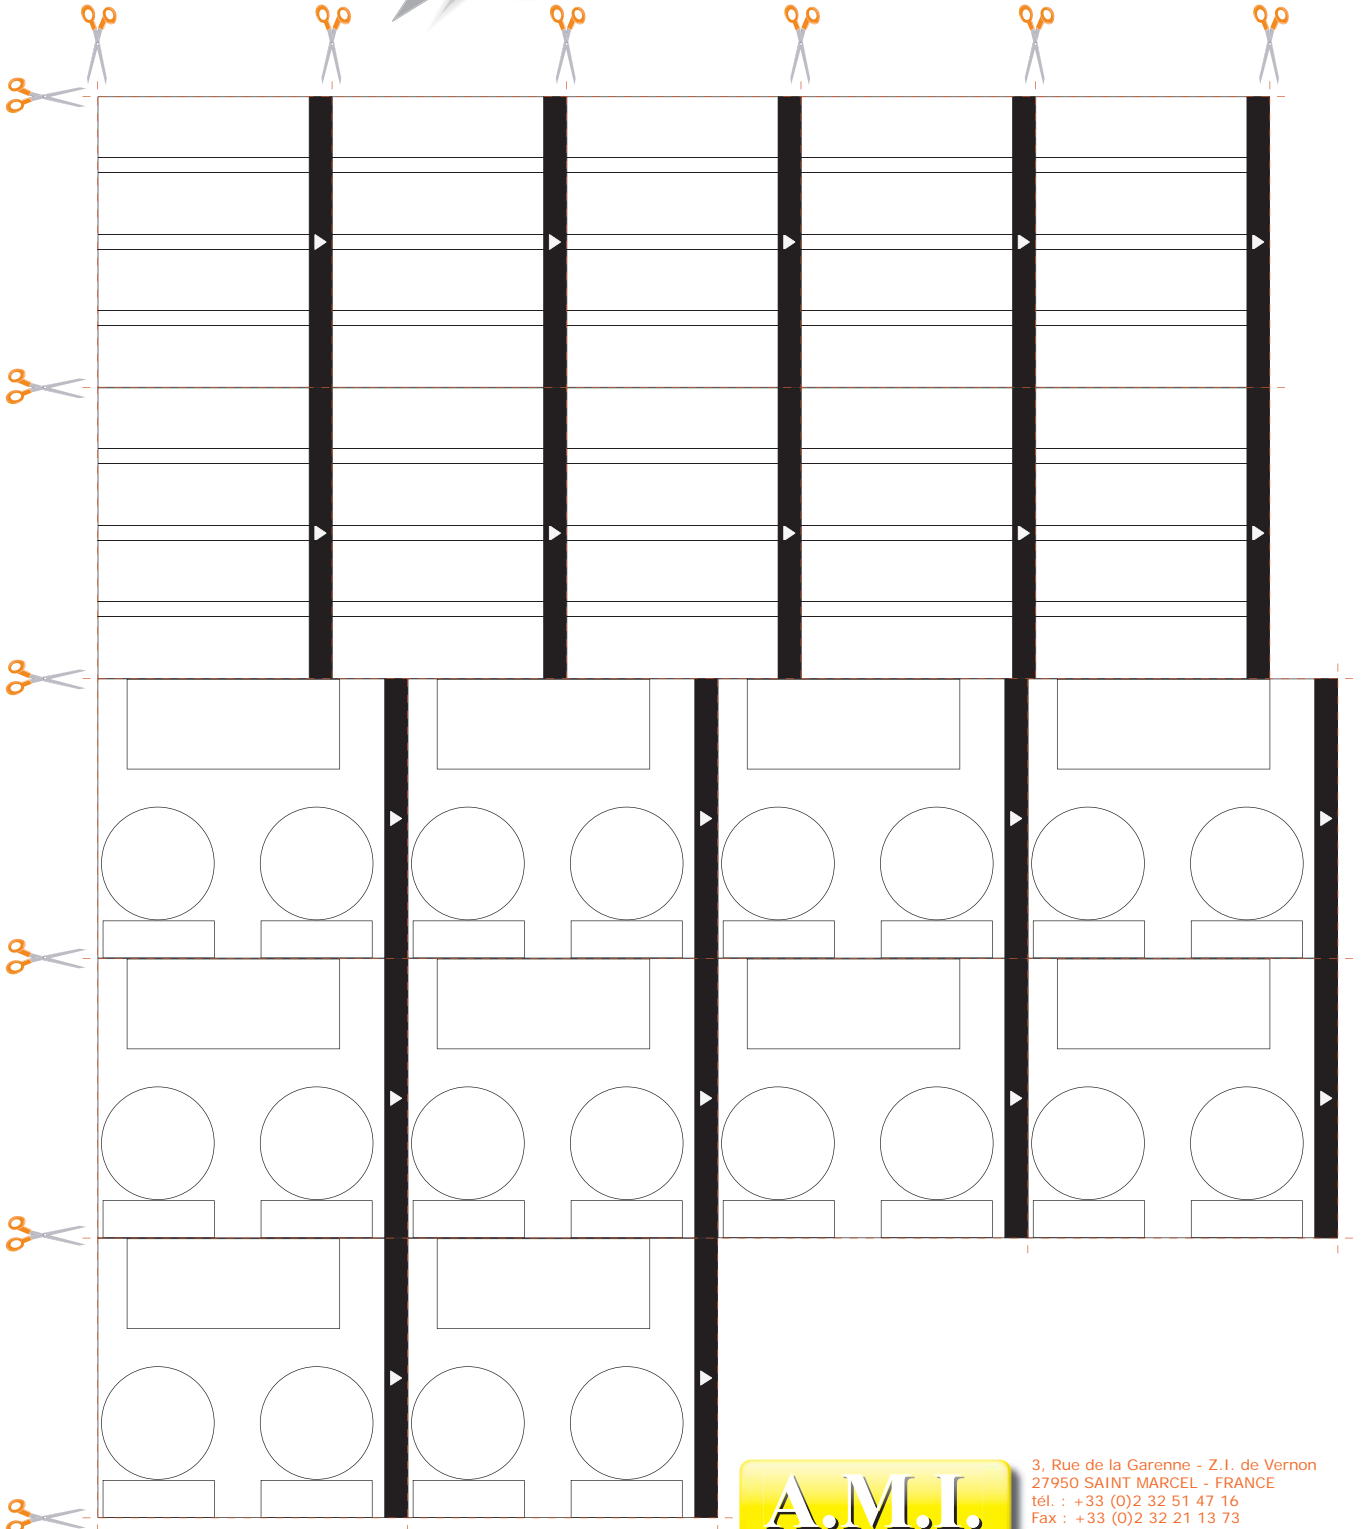 A.M.I.
3, Rue de la Garenne - Z.I. de Vernon
27950 SAINT MARCEL - FRANCE
tél. : +33 (0)2 32 51 47 16
Fax : +33 (0)2 32 21 13 73